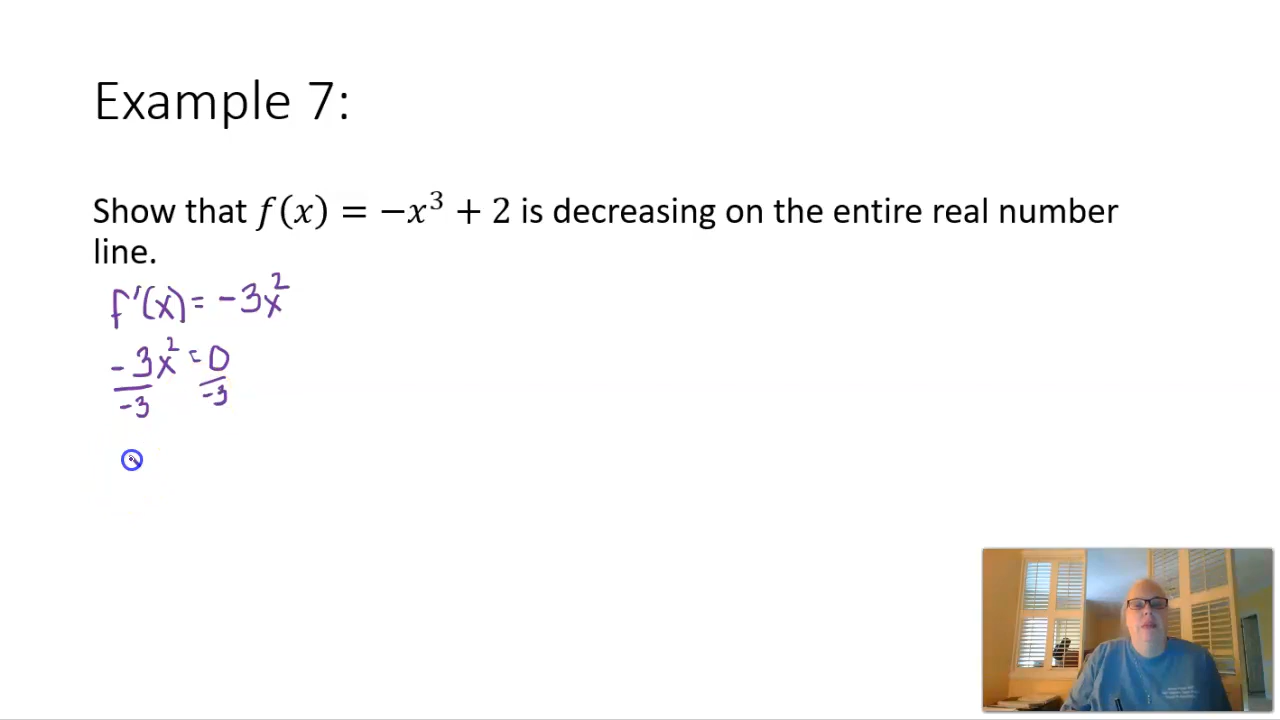 Example 7:
Show that f(x) = −x³ + 2 is decreasing on the entire real number
line.
f'(x) = -3x²
-3x² = 0
-3 -3